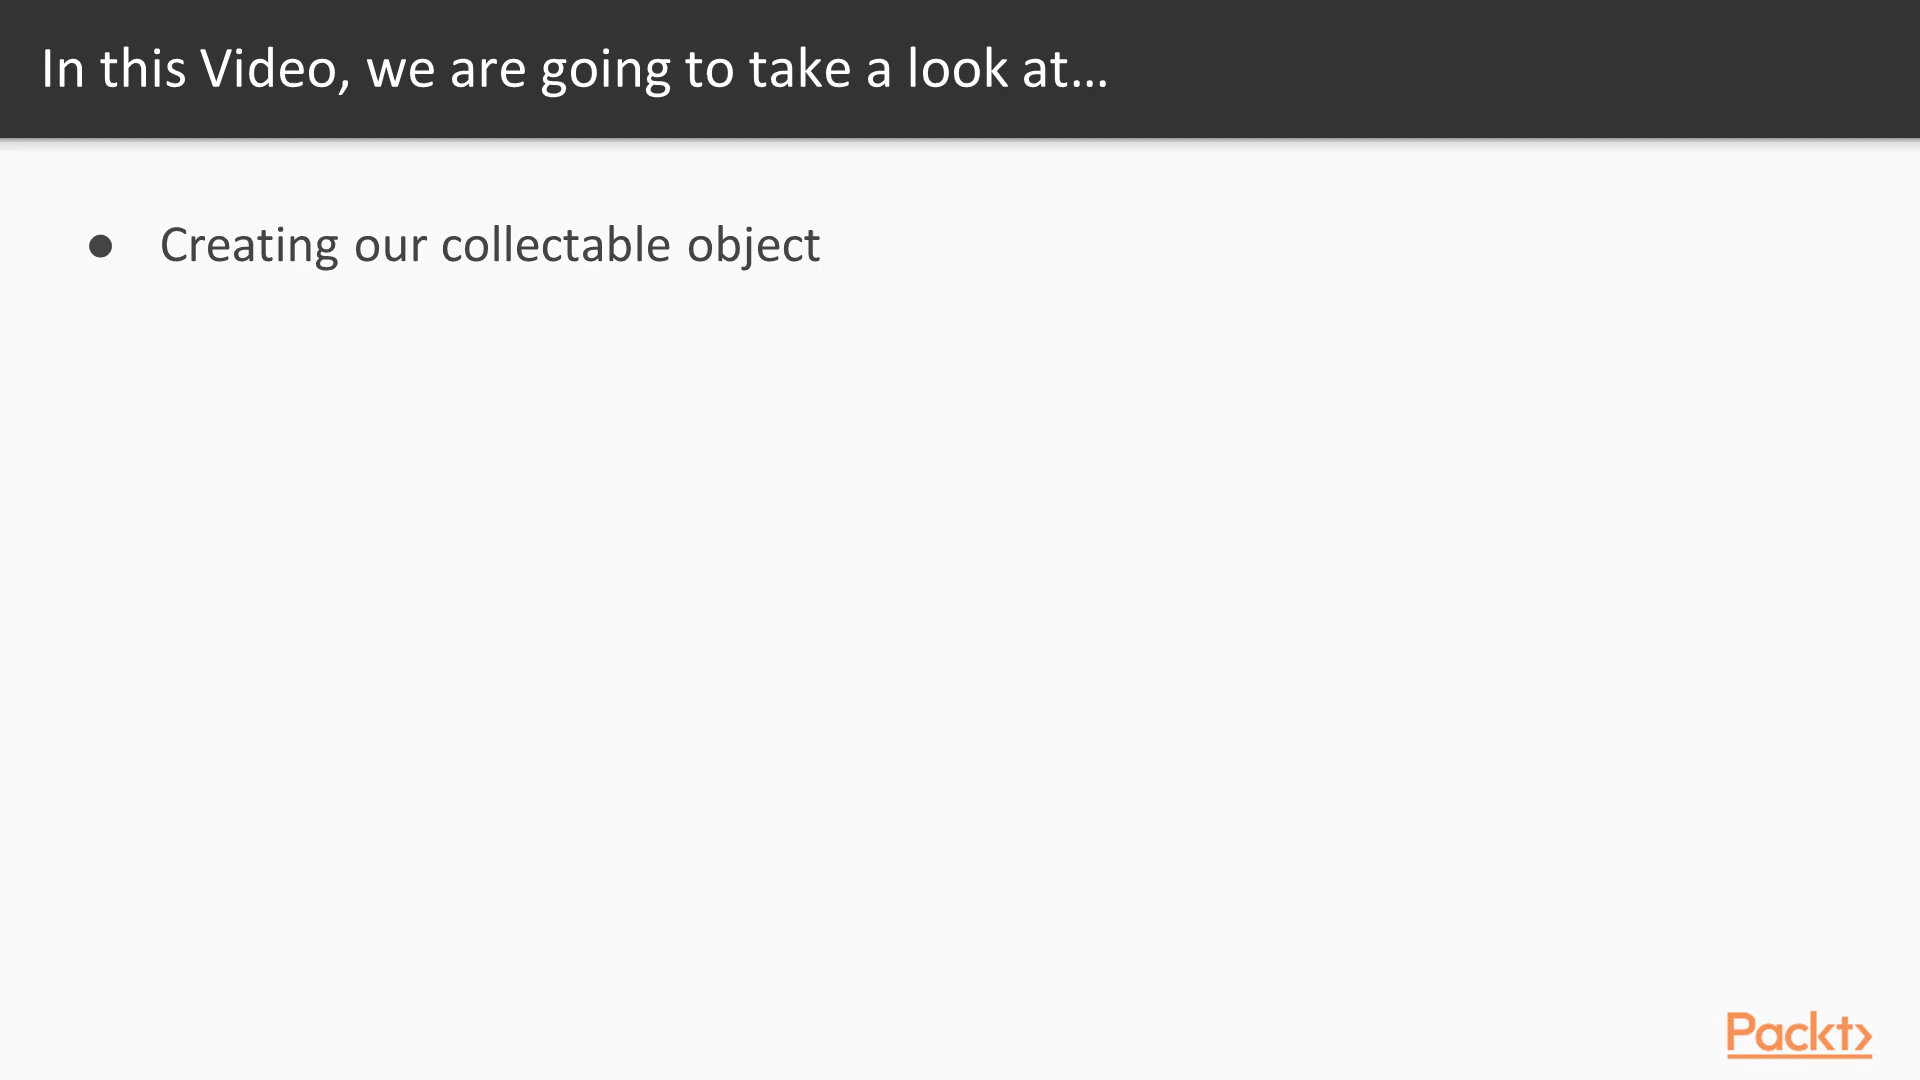 In this Video, we are going to take a look at…
● Creating our collectable object
Packt>